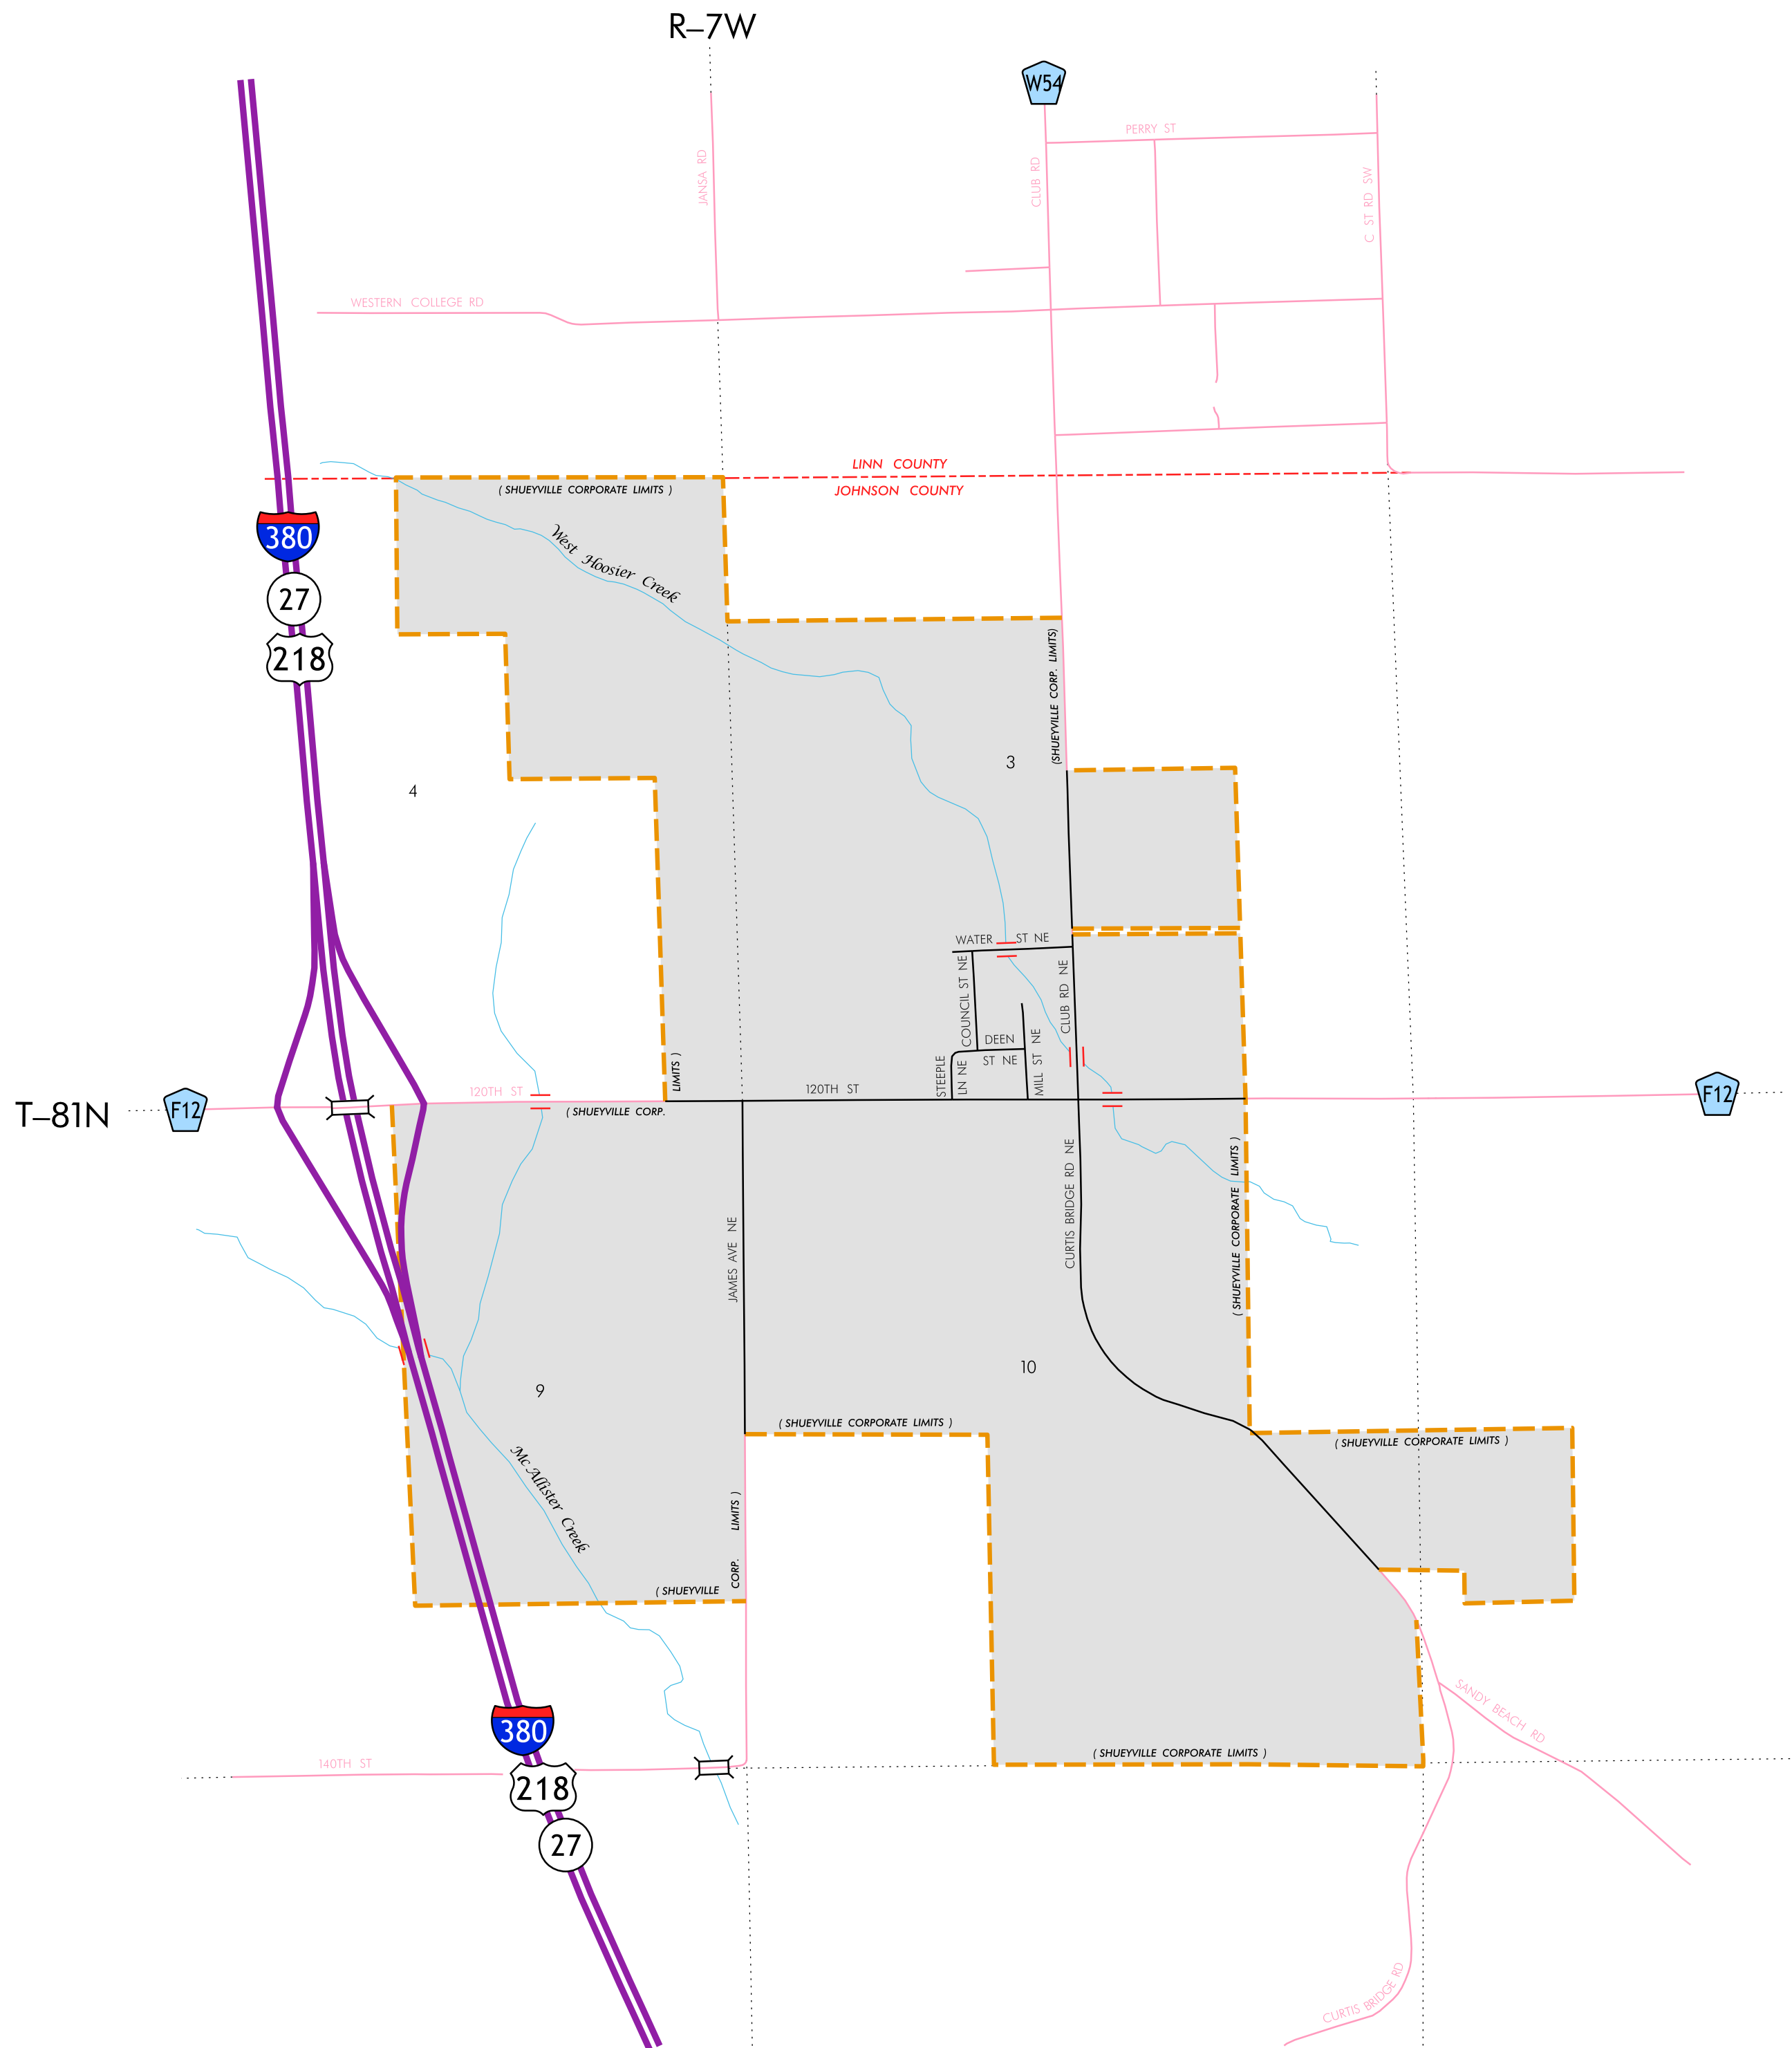 R–7W
W54
PERRY ST
JANSA RD
CLUB RD
C ST RD SW
WESTERN COLLEGE RD
LINN COUNTY
JOHNSON COUNTY
( SHUEYVILLE CORPORATE LIMITS )
380
27
218
West Hoosier Creek
(SHUEYVILLE CORP. LIMITS)
3
4
WATER ST NE
COUNCIL ST NE
CLUB RD NE
DEEN
ST NE
MILL ST NE
STEEPLE
LN NE
LIMITS )
120TH ST
120TH ST
( SHUEYVILLE CORP.
F12
F12
T–81N
CURTIS BRIDGE RD NE
( SHUEYVILLE CORPORATE LIMITS )
JAMES AVE NE
10
9
( SHUEYVILLE CORPORATE LIMITS )
( SHUEYVILLE CORPORATE LIMITS )
Mc Allister Creek
CORP. LIMITS )
( SHUEYVILLE
SANDY BEACH RD
380
( SHUEYVILLE CORPORATE LIMITS )
140TH ST
218
27
CURTIS BRIDGE RD